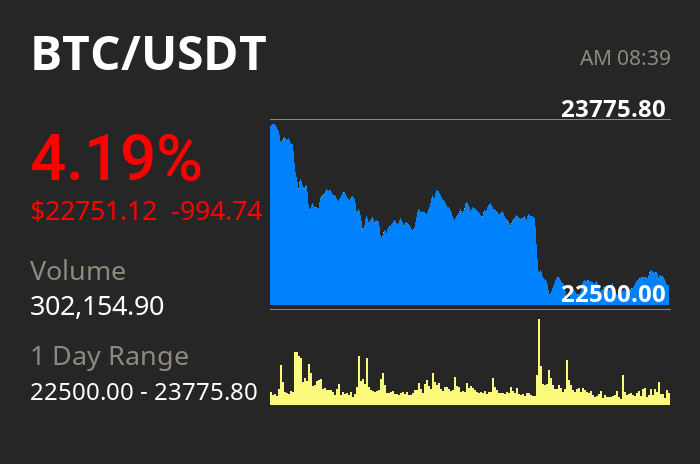 BTC/USDT
AM 08:39
23775.80
4.19%
$22751.12 -994.74
Volume
302,154.90
22500.00
1 Day Range
22500.00 - 23775.80